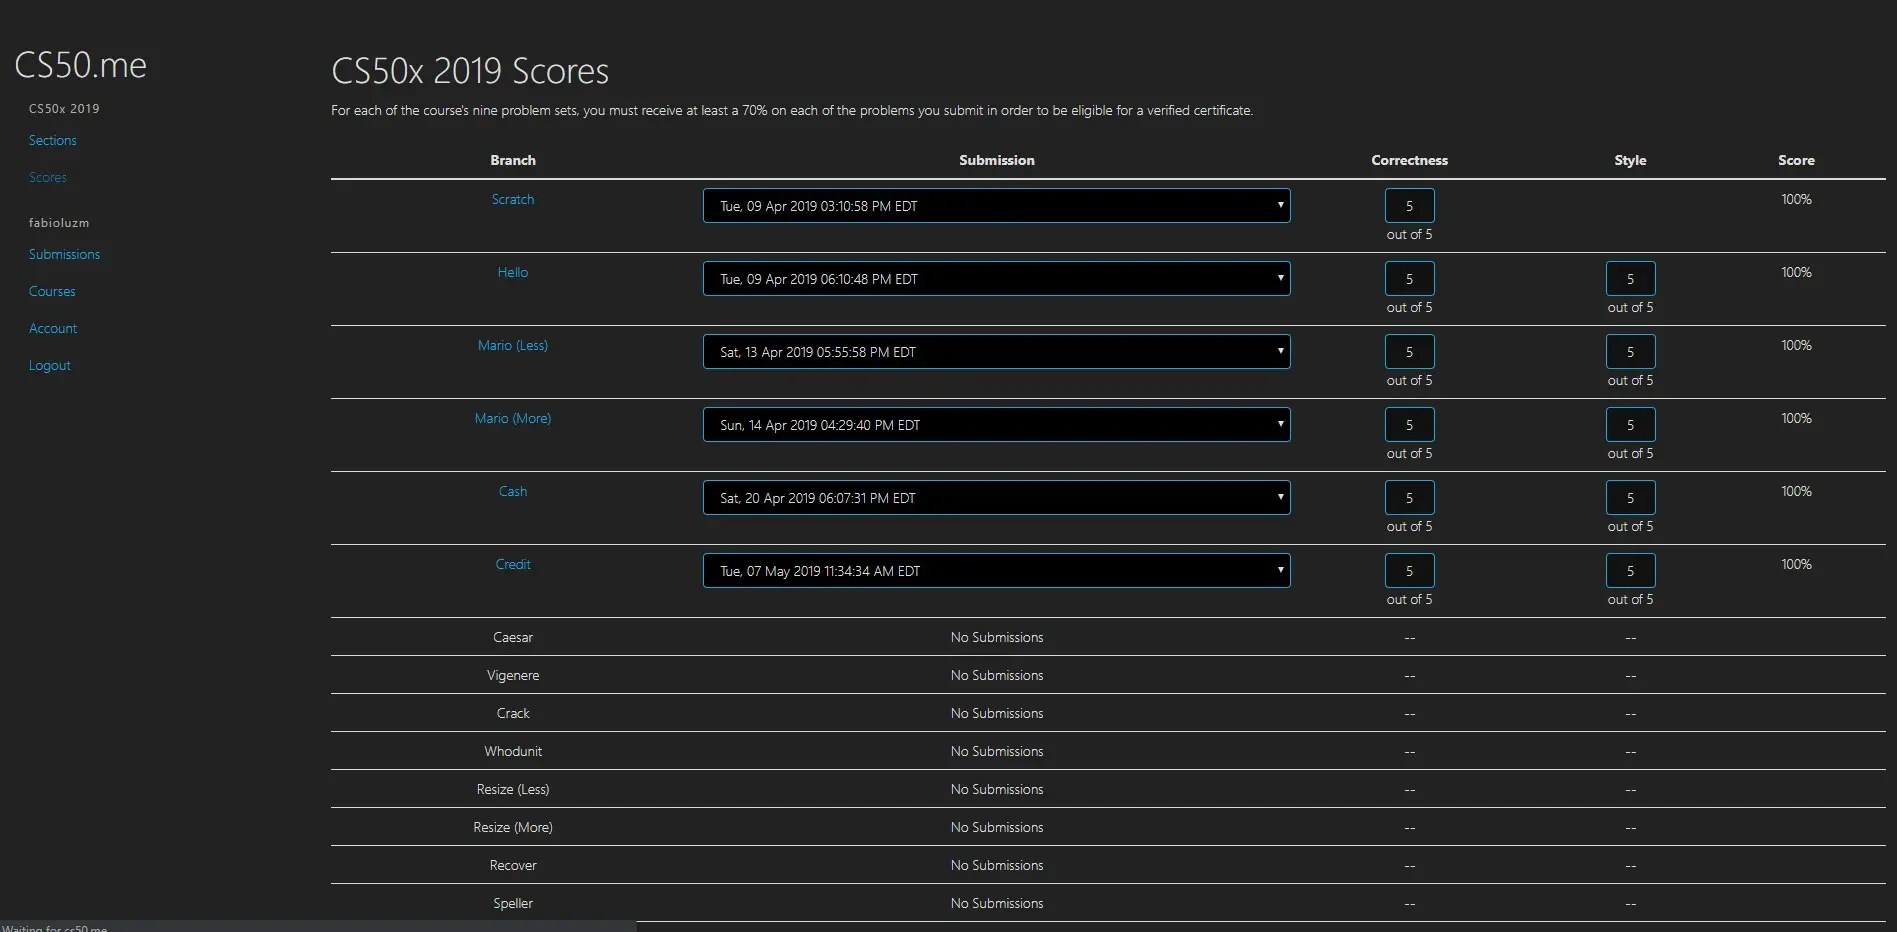 CS50.me
CS50x 2019
Sections
Scores
fabioluzm
Submissions
Courses
Account
Logout
CS50x 2019 Scores
For each of the course's nine problem sets, you must receive at least a 70% on each of the problems you submit in order to be eligible for a verified certificate.
Branch Submission Correctness Style Score
Scratch Tue, 09 Apr 2019 03:10:58 PM EDT 5 100%
out of 5
Hello Tue, 09 Apr 2019 06:10:48 PM EDT 5 5 100%
out of 5 out of 5
Mario (Less) Sat, 13 Apr 2019 05:55:58 PM EDT 5 5 100%
out of 5 out of 5
Mario (More) Sun, 14 Apr 2019 04:29:40 PM EDT 5 5 100%
out of 5 out of 5
Cash Sat, 20 Apr 2019 06:07:31 PM EDT 5 5 100%
out of 5 out of 5
Credit Tue, 07 May 2019 11:34:34 AM EDT 5 5 100%
out of 5 out of 5
Caesar No Submissions -- --
Vigenere No Submissions -- --
Crack No Submissions -- --
Whodunit No Submissions -- --
Resize (Less) No Submissions -- --
Resize (More) No Submissions -- --
Recover No Submissions -- --
Speller No Submissions -- --
Waiting for cs50.me